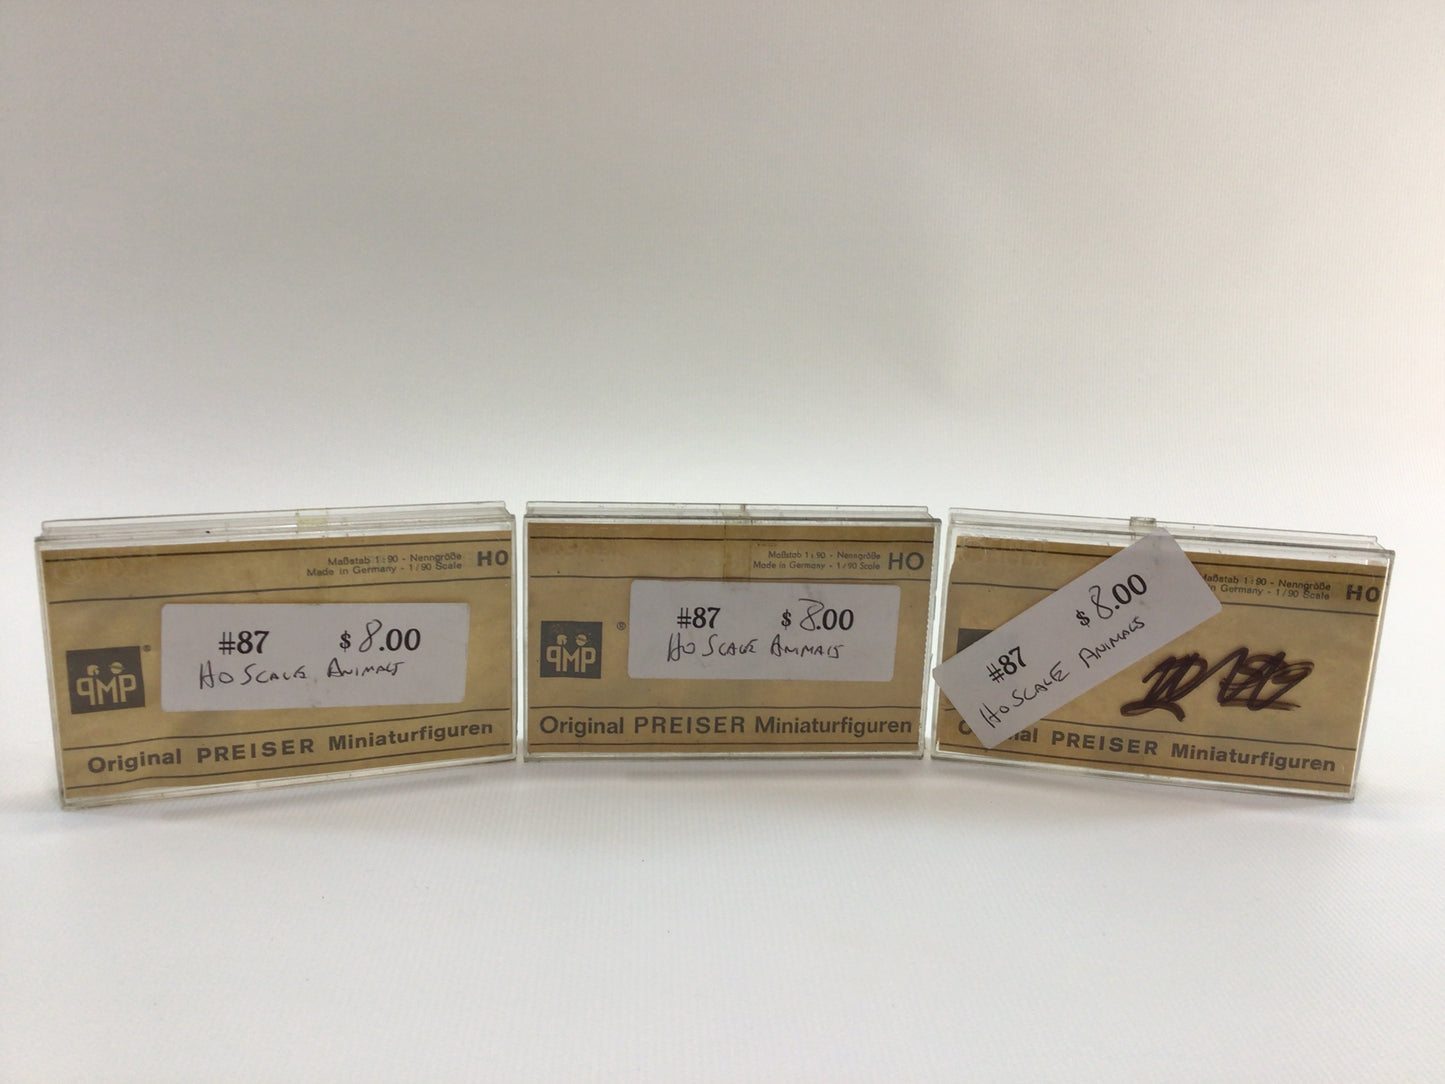 Maßstab 1:90 - Nenngröße
Made in Germany - 1/90 Scale HO
#87 $ 8.00
HO SCALE ANIMALS
PMP ®
Original PREISER Miniaturfiguren
Maßstab 1:90 - Nenngröße
Made in Germany - 1/90 Scale HO
#87 $ 8.00
HO SCALE ANIMALS
PMP ®
Original PREISER Miniaturfiguren
Maßstab 1:90 - Nenngröße
in Germany - 1/90 Scale HO
#87 $ 8.00
HO SCALE ANIMALS
PREISER Miniaturfiguren